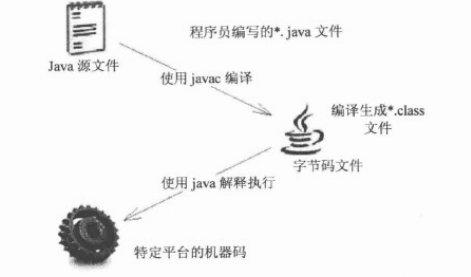 程序员编写的*. java 文件
Java 源文件
使用 javac 编译
编译生成*.class
文件
字节码文件
使用 java 解释执行
特定平台的机器码